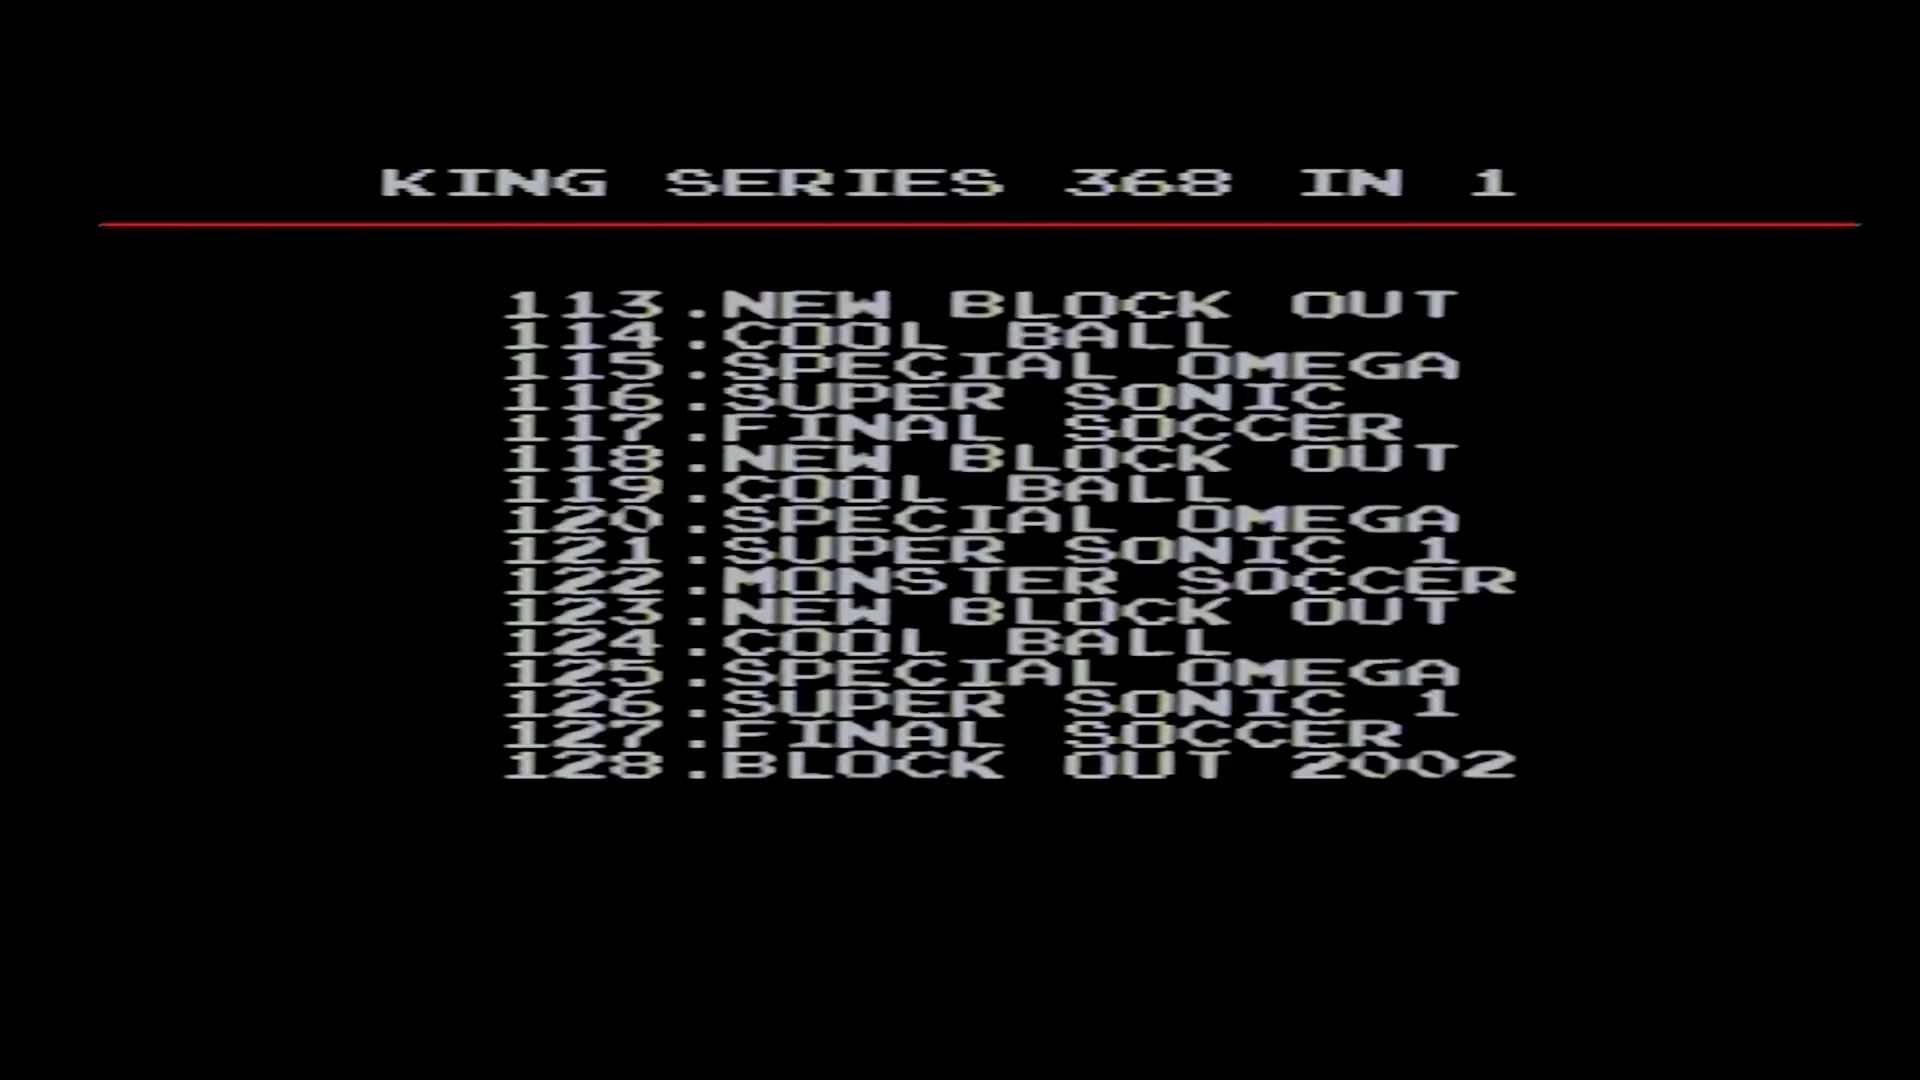 KING SERIES 368 IN 1
113.NEW BLOCK OUT
114.COOL BALL
115.SPECIAL OMEGA
116.SUPER SONIC
117.FINAL SOCCER
118.NEW BLOCK OUT
119.COOL BALL
120.SPECIAL OMEGA
121.SUPER SONIC 1
122.MONSTER SOCCER
123.NEW BLOCK OUT
124.COOL BALL
125.SPECIAL OMEGA
126.SUPER SONIC 1
127.FINAL SOCCER
128.BLOCK OUT 2002